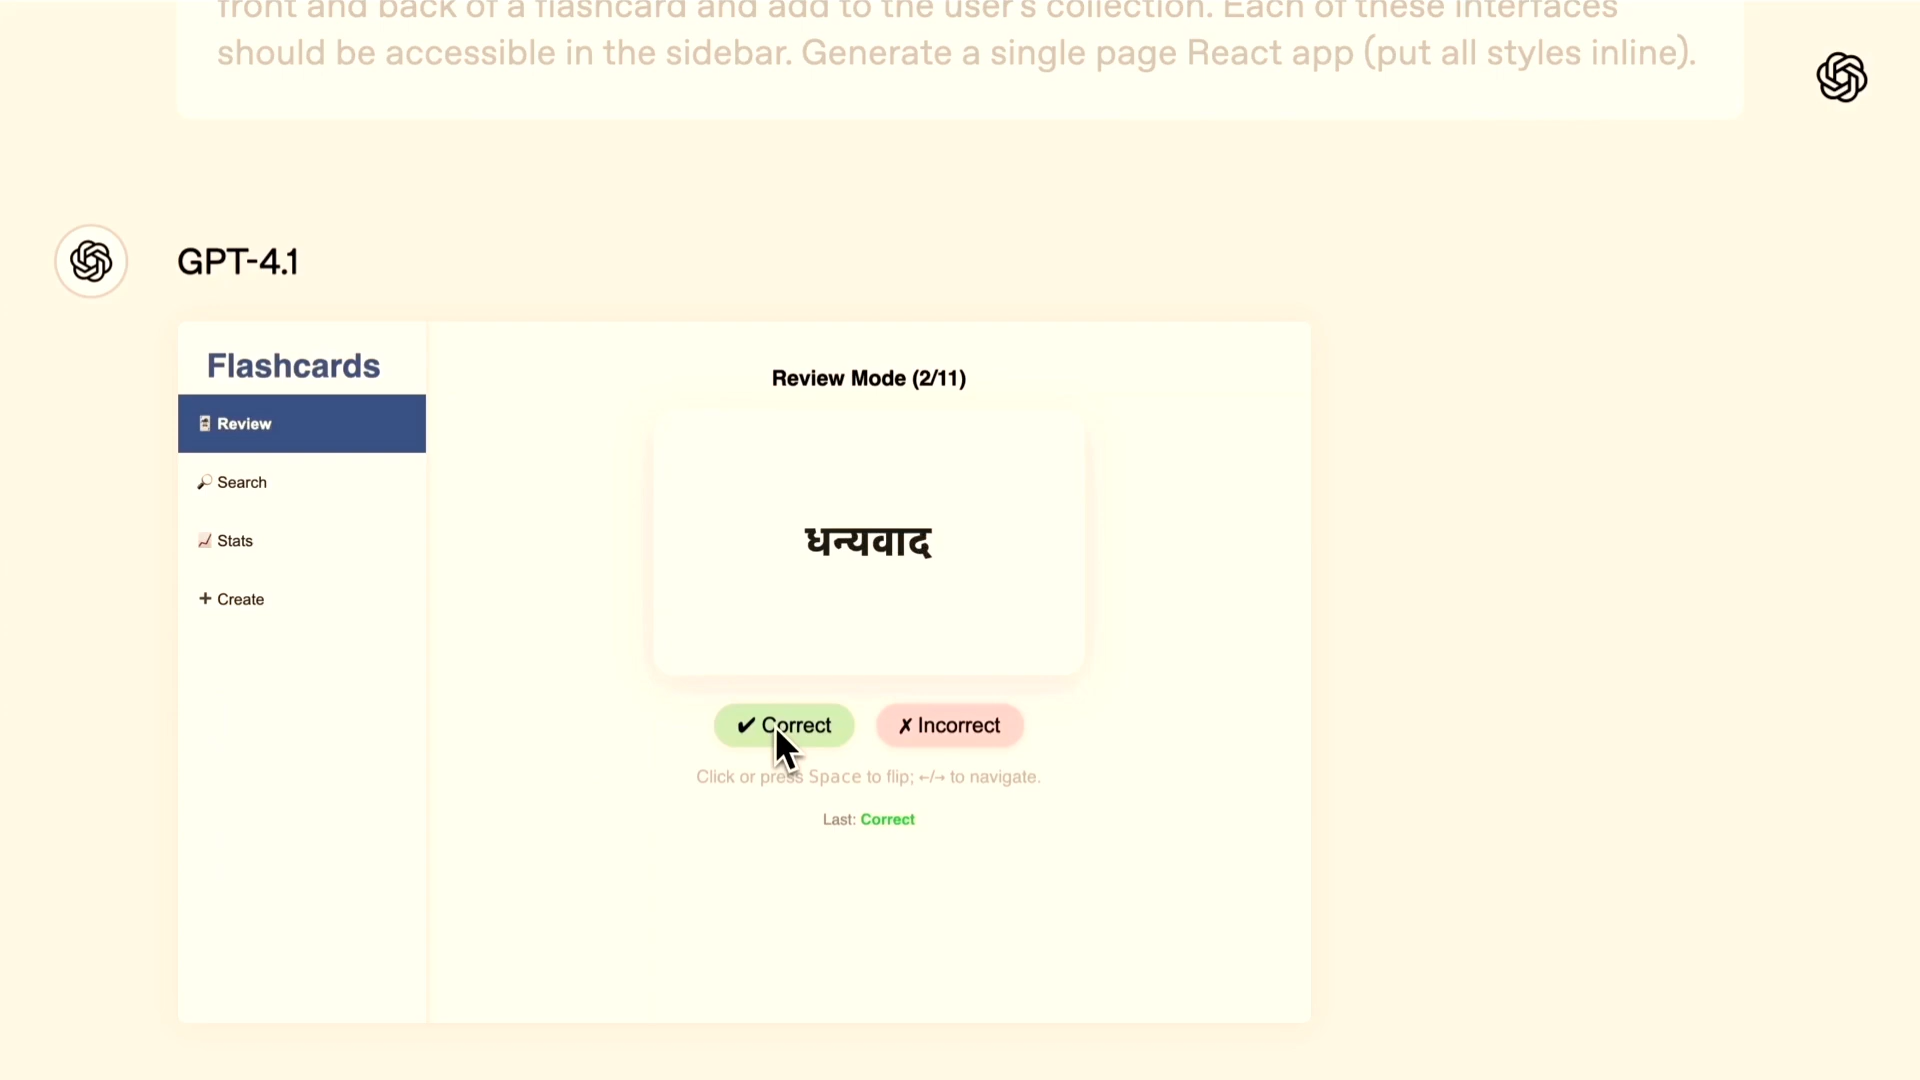 front and back of a flashcard and add to the user's collection. Each of these interfaces
should be accessible in the sidebar. Generate a single page React app (put all styles inline).
GPT-4.1
Flashcards
Review
Search
Stats
+ Create
Review Mode (2/11)
धन्यवाद
✔ Correct
✗ Incorrect
Click or press Space to flip; ←/→ to navigate.
Last: Correct